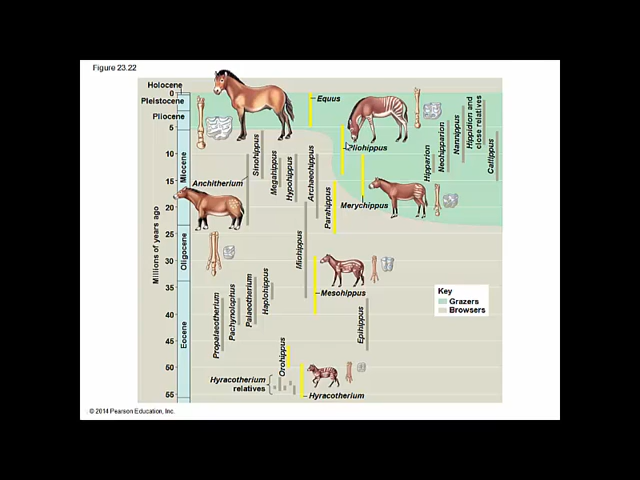 Figure 23.22
Holocene
0
Pleistocene
Pliocene
5
10
Miocene
15
20
Millions of years ago
25
Oligocene
30
35
40
Eocene
45
50
55
Equus
Pliohippus
Merychippus
Mesohippus
Hyracotherium
Anchitherium
Sinohippus
Megahippus
Hypohippus
Archaeohippus
Parahippus
Miohippus
Hipparion
Neohipparion
Nannippus
Hippidion and
close relatives
Callippus
Propalaeotherium
Pachynolophus
Palaeotherium
Haplohippus
Epihippus
Orohippus
Hyracotherium
relatives
Key
Grazers
Browsers
© 2014 Pearson Education, Inc.